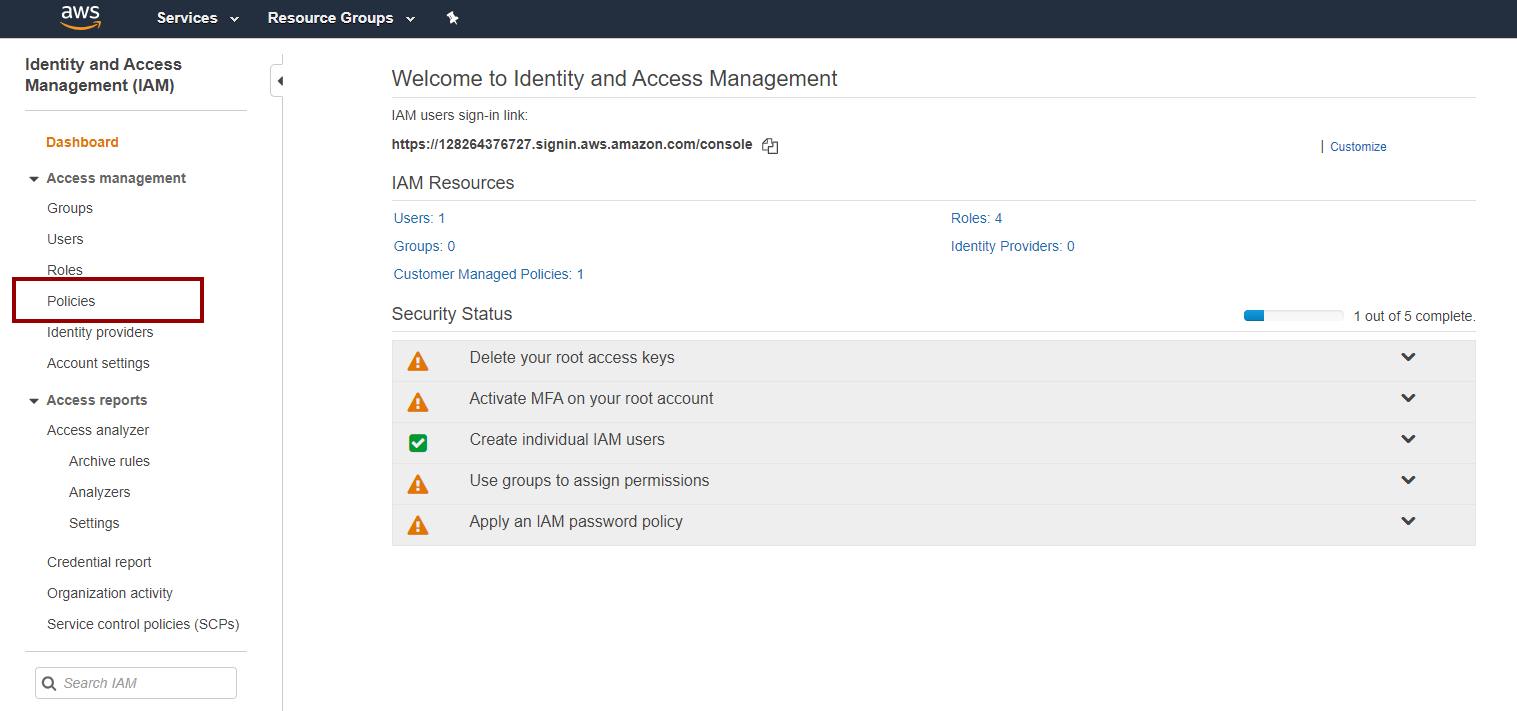 aws Services Resource Groups
Identity and Access
Management (IAM)
Dashboard
Access management
Groups
Users
Roles
Policies
Identity providers
Account settings
Access reports
Access analyzer
Archive rules
Analyzers
Settings
Credential report
Organization activity
Service control policies (SCPs)
Search IAM
Welcome to Identity and Access Management
IAM users sign-in link:
https://128264376727.signin.aws.amazon.com/console | Customize
IAM Resources
Users: 1 Roles: 4
Groups: 0 Identity Providers: 0
Customer Managed Policies: 1
Security Status 1 out of 5 complete.
Delete your root access keys
Activate MFA on your root account
Create individual IAM users
Use groups to assign permissions
Apply an IAM password policy